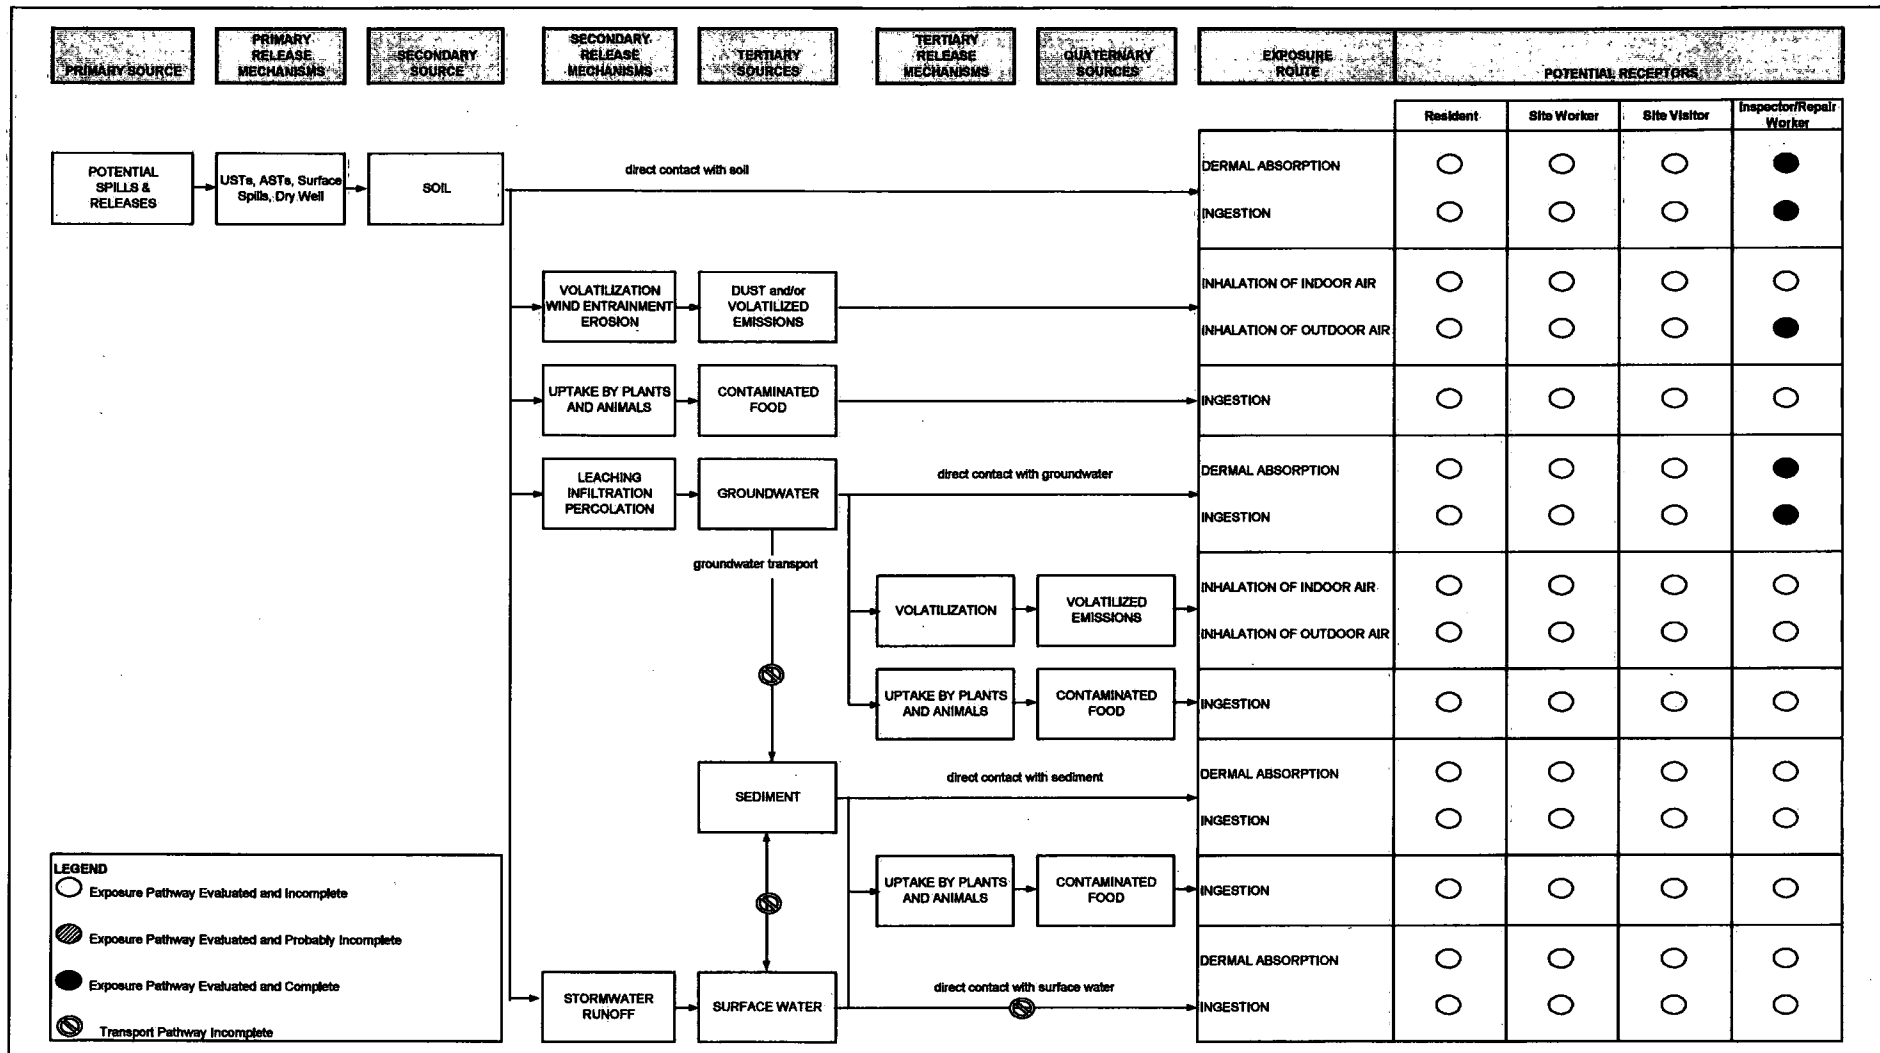 PRIMARY SOURCE
PRIMARY
RELEASE
MECHANISMS
SECONDARY
SOURCE
SECONDARY
RELEASE
MECHANISMS
TERTIARY
SOURCES
TERTIARY
RELEASE
MECHANISMS
QUATERNARY
SOURCES
EXPOSURE
ROUTE
POTENTIAL RECEPTORS
Resident
Site Worker
Site Visitor
Inspector/Repair
Worker
POTENTIAL
SPILLS &
RELEASES
USTs, ASTs, Surface
Spills, Dry Well
SOIL
direct contact with soil
DERMAL ABSORPTION
INGESTION
VOLATILIZATION
WIND ENTRAINMENT
EROSION
DUST and/or
VOLATILIZED
EMISSIONS
INHALATION OF INDOOR AIR
INHALATION OF OUTDOOR AIR
UPTAKE BY PLANTS
AND ANIMALS
CONTAMINATED
FOOD
INGESTION
LEACHING
INFILTRATION
PERCOLATION
GROUNDWATER
direct contact with groundwater
DERMAL ABSORPTION
INGESTION
groundwater transport
VOLATILIZATION
VOLATILIZED
EMISSIONS
INHALATION OF INDOOR AIR
INHALATION OF OUTDOOR AIR
UPTAKE BY PLANTS
AND ANIMALS
CONTAMINATED
FOOD
INGESTION
SEDIMENT
direct contact with sediment
DERMAL ABSORPTION
INGESTION
UPTAKE BY PLANTS
AND ANIMALS
CONTAMINATED
FOOD
INGESTION
STORMWATER
RUNOFF
SURFACE WATER
direct contact with surface water
DERMAL ABSORPTION
INGESTION
LEGEND
Exposure Pathway Evaluated and Incomplete
Exposure Pathway Evaluated and Probably Incomplete
Exposure Pathway Evaluated and Complete
Transport Pathway Incomplete